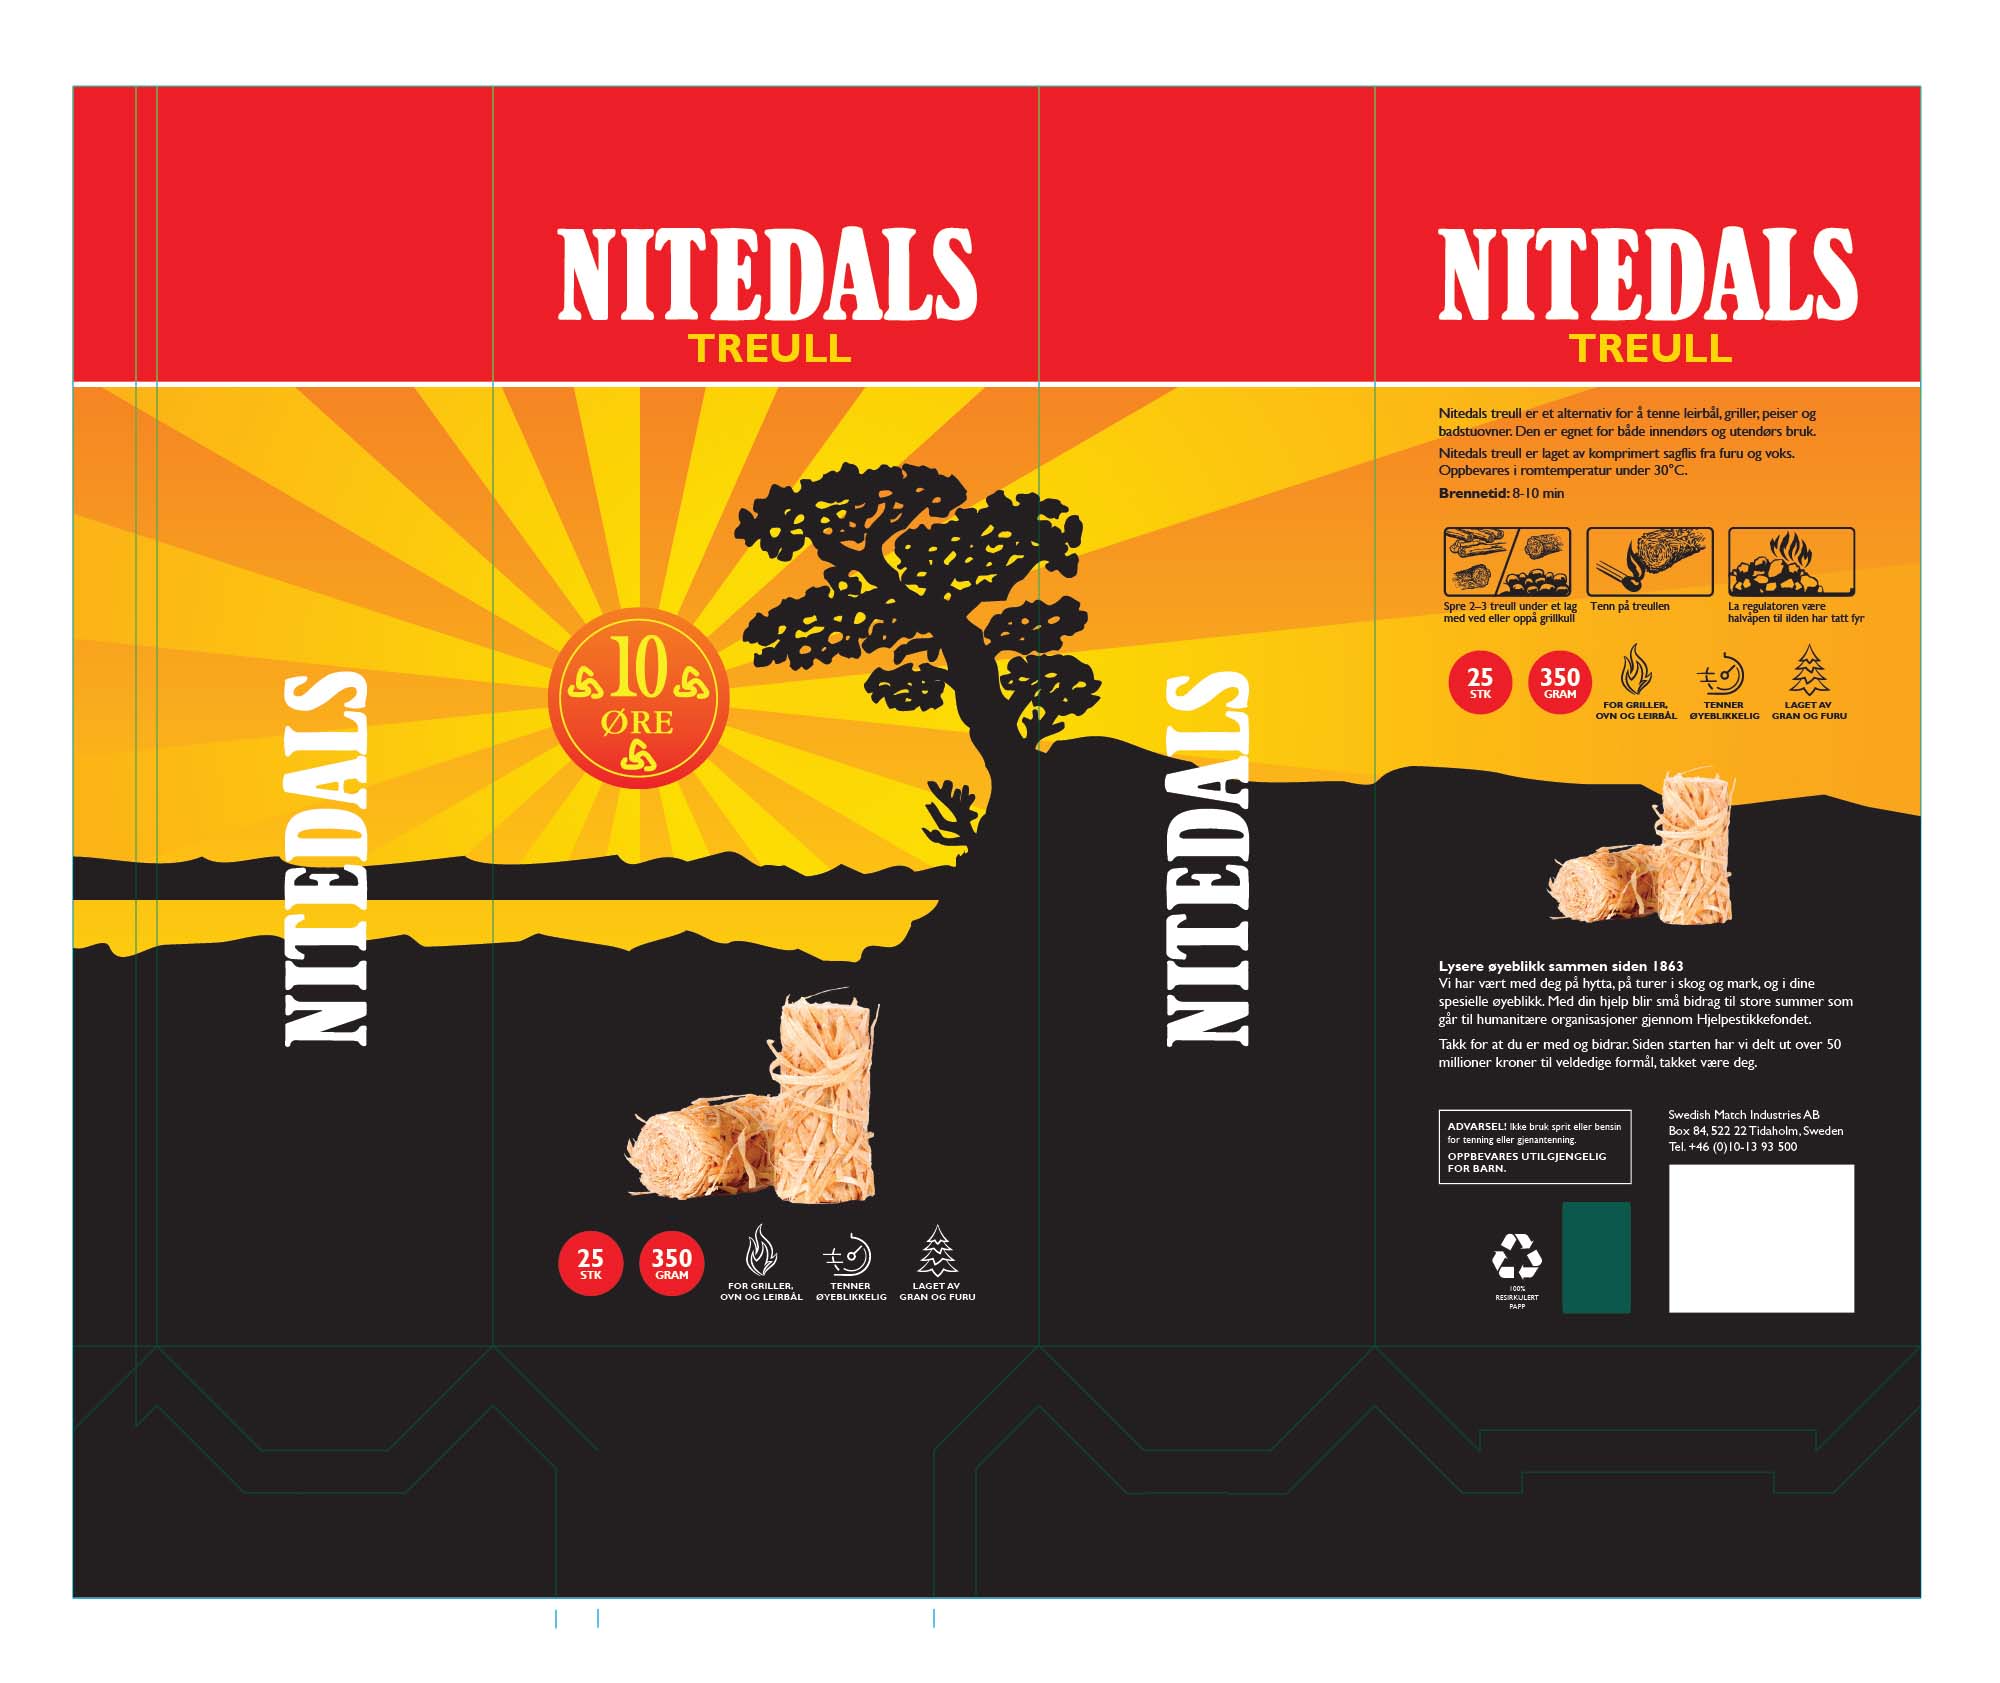 NITEDALS
NITEDALS
TREULL
10
ØRE
25
STK
350
GRAM
FOR GRILLER,
OVN OG LEIRBÅL
TENNER
ØYEBLIKKELIG
LAGET AV
GRAN OG FURU
NITEDALS
NITEDALS
TREULL
Nitedals treull er et alternativ for å tenne leirbål, griller, peiser og
badstuovner. Den er egnet for både innendørs og utendørs bruk.
Nitedals treull er laget av komprimert sagflis fra furu og voks.
Oppbevares i romtemperatur under 30°C.
Brennetid: 8-10 min
Spre 2–3 treull under et lag
med ved eller oppå grillkull
Tenn på treullen
La regulatoren være
halvåpen til ilden har tatt fyr
25
STK
350
GRAM
FOR GRILLER,
OVN OG LEIRBÅL
TENNER
ØYEBLIKKELIG
LAGET AV
GRAN OG FURU
Lysere øyeblikk sammen siden 1863
Vi har vært med deg på hytta, på turer i skog og mark, og i dine
spesielle øyeblikk. Med din hjelp blir små bidrag til store summer som
går til humanitære organisasjoner gjennom Hjelpestikkefondet.
Takk for at du er med og bidrar. Siden starten har vi delt ut over 50
millioner kroner til veldedige formål, takket være deg.
ADVARSEL! Ikke bruk sprit eller bensin
for tenning eller gjenantenning.
OPPBEVARES UTILGJENGELIG
FOR BARN.
Swedish Match Industries AB
Box 84, 522 22 Tidaholm, Sweden
Tel. +46 (0)10-13 93 500
100%
RESIRKULERT
PAPP